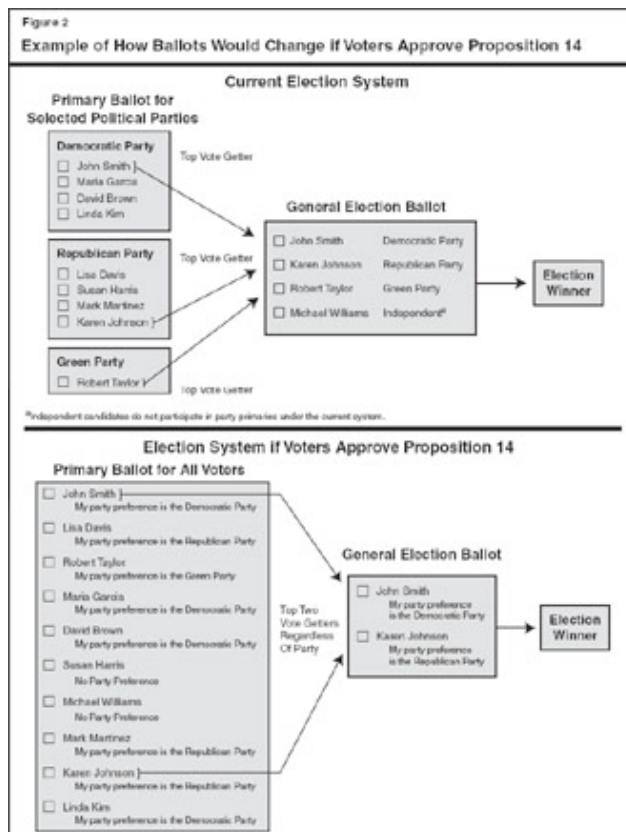 Figure 2
Example of How Ballots Would Change if Voters Approve Proposition 14
Current Election System
Primary Ballot for
Selected Political Parties
Democratic Party
John Smith
Maria Garcia
David Brown
Linda Kim
Top Vote Getter
Republican Party
Lisa Davis
Susan Harris
Mark Martinez
Karen Johnson
Top Vote Getter
Green Party
Robert Taylor
Top Vote Getter
General Election Ballot
John Smith Democratic Party
Karen Johnson Republican Party
Robert Taylor Green Party
Michael Williams Independent a
Election
Winner
a Independent candidates do not participate in party primaries under the current system.
Election System if Voters Approve Proposition 14
Primary Ballot for All Voters
John Smith
My party preference is the Democratic Party
Lisa Davis
My party preference is the Republican Party
Robert Taylor
My party preference is the Green Party
Maria Garcia
My party preference is the Democratic Party
David Brown
My party preference is the Democratic Party
Susan Harris
No Party Preference
Michael Williams
No Party Preference
Mark Martinez
My party preference is the Republican Party
Karen Johnson
My party preference is the Republican Party
Linda Kim
My party preference is the Democratic Party
Top Two
Vote Getters
Regardless
Of Party
General Election Ballot
John Smith
My party preference
is the Democratic Party
Karen Johnson
My party preference
is the Republican Party
Election
Winner